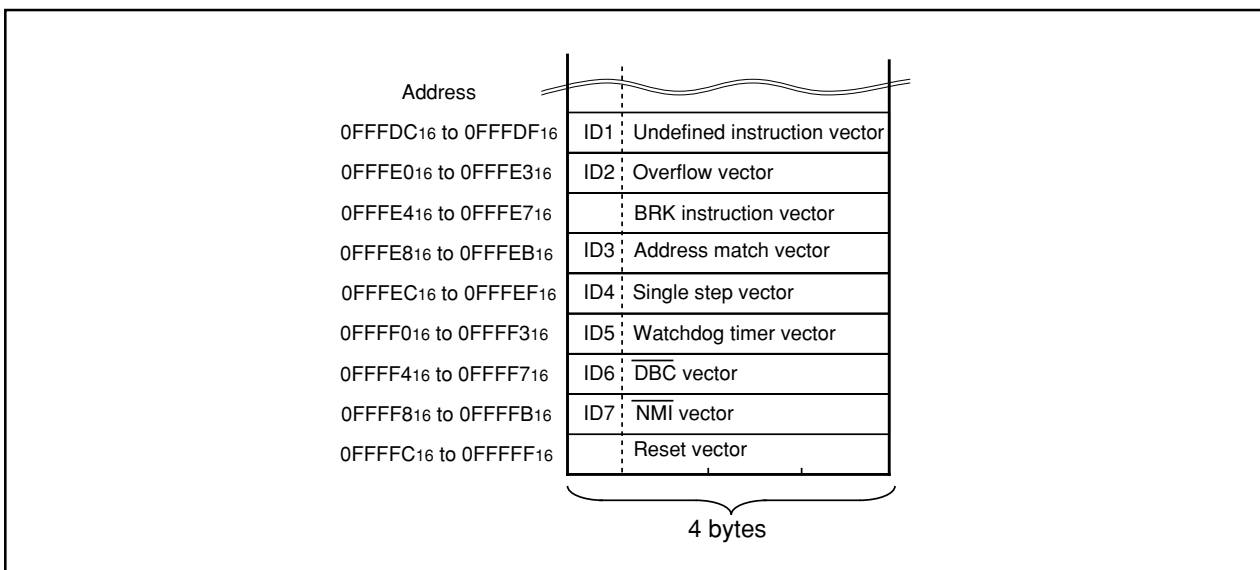 Address
0FFFDC16 to 0FFFDF16 ID1 Undefined instruction vector
0FFFE016 to 0FFFE316 ID2 Overflow vector
0FFFE416 to 0FFFE716 BRK instruction vector
0FFFE816 to 0FFFEB16 ID3 Address match vector
0FFFEC16 to 0FFFEF16 ID4 Single step vector
0FFFF016 to 0FFFF316 ID5 Watchdog timer vector
0FFFF416 to 0FFFF716 ID6 DBC vector
0FFFF816 to 0FFFFB16 ID7 NMI vector
0FFFFC16 to 0FFFFF16 Reset vector
4 bytes